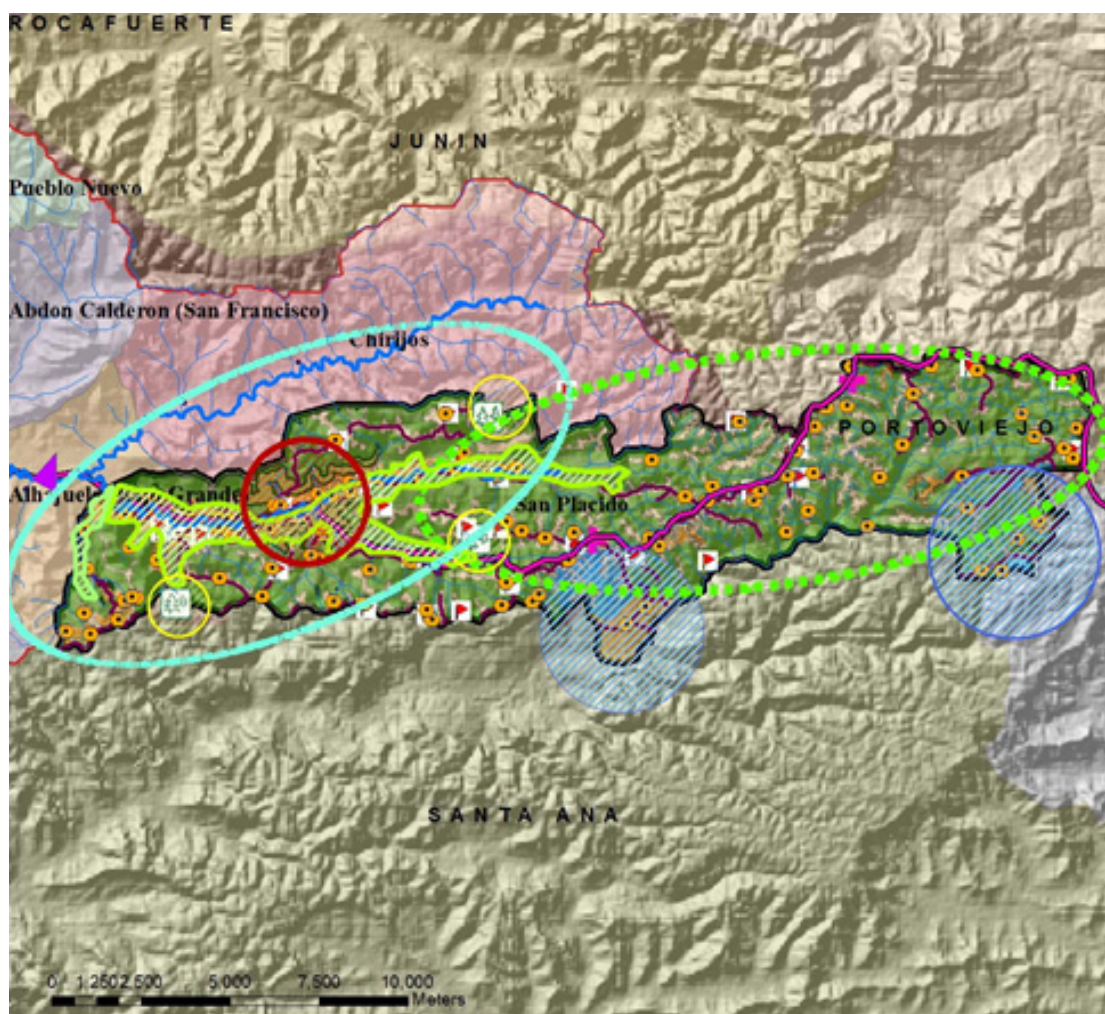 ROCAFUERTE
JUNIN
Pueblo Nuevo
Abdon Calderon (San Francisco)
Chirijos
PORTOVIEJO
Grande
San Placido
SANTA ANA
0 1.250 2.500 5.000 7.500 10.000
Meters